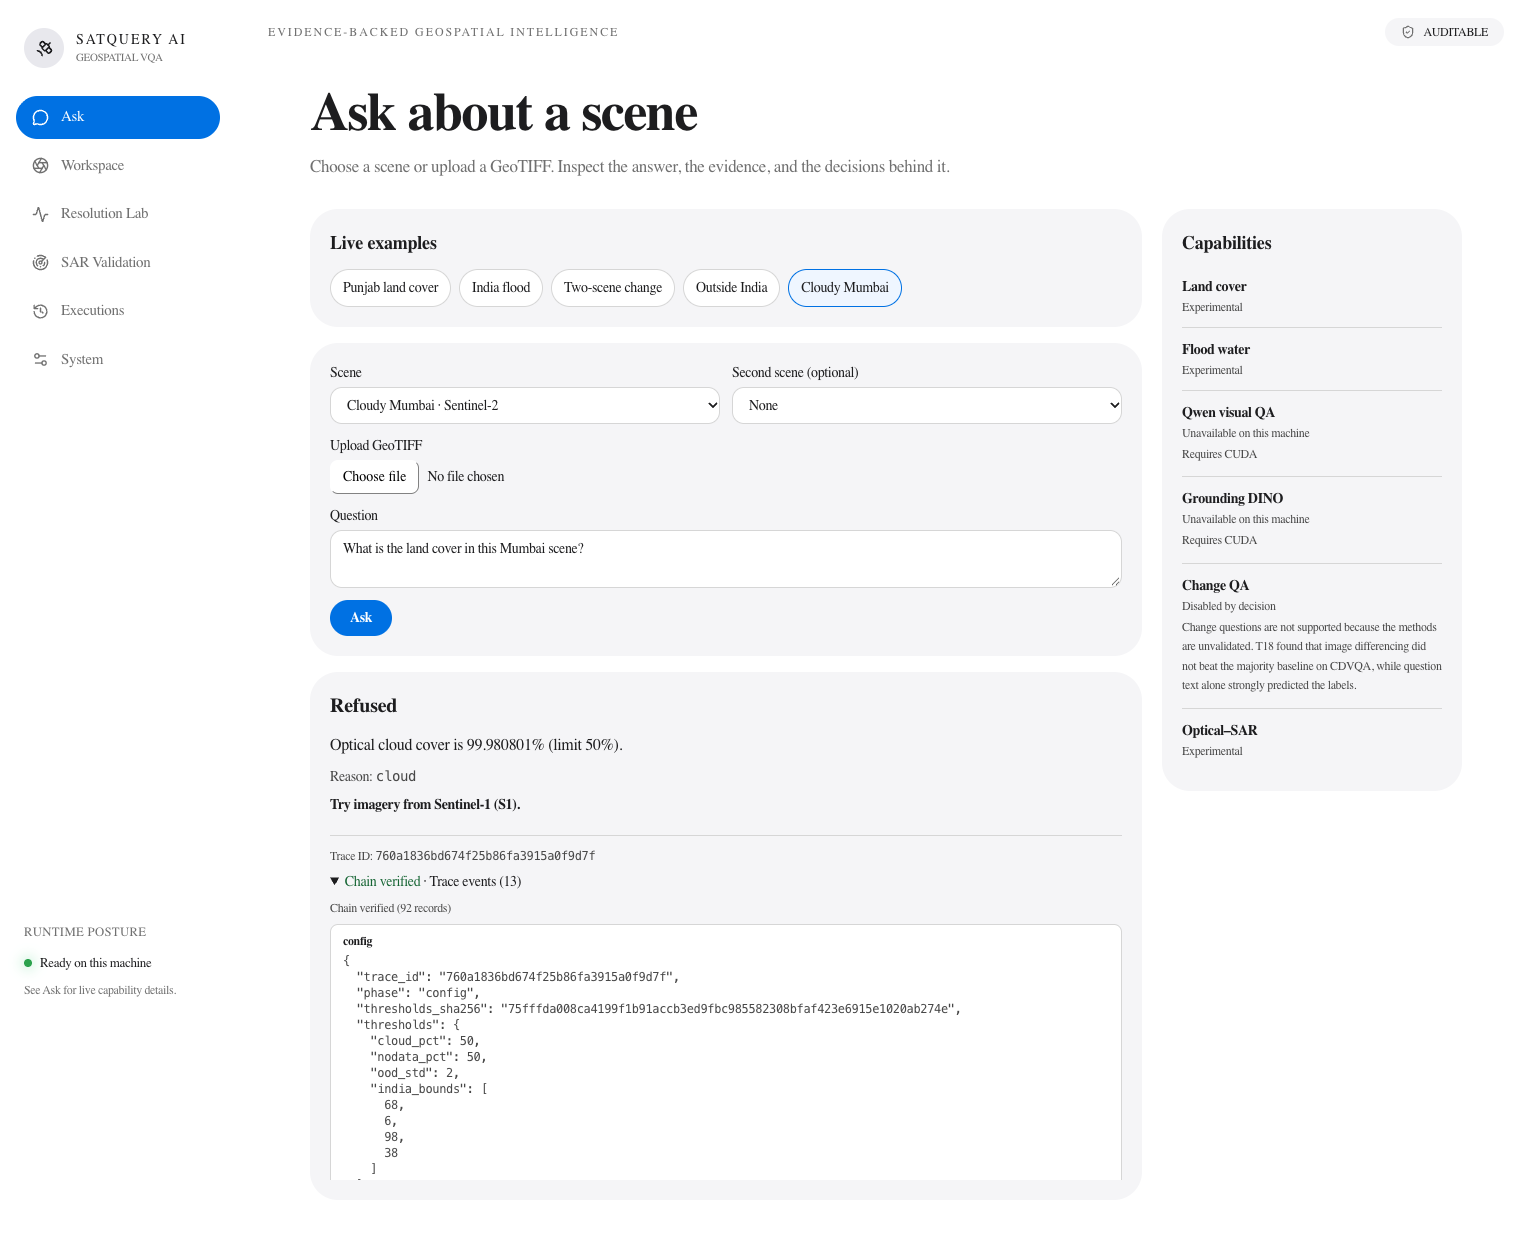 SATQUERY AI
GEOSPATIAL VQA
Ask
Workspace
Resolution Lab
SAR Validation
Executions
System
RUNTIME POSTURE
Ready on this machine
See Ask for live capability details.
EVIDENCE-BACKED GEOSPATIAL INTELLIGENCE
AUDITABLE
Ask about a scene
Choose a scene or upload a GeoTIFF. Inspect the answer, the evidence, and the decisions behind it.
Live examples
Punjab land cover
India flood
Two-scene change
Outside India
Cloudy Mumbai
Scene
Second scene (optional)
Cloudy Mumbai · Sentinel-2
None
Upload GeoTIFF
Choose file
No file chosen
Question
What is the land cover in this Mumbai scene?
Ask
Refused
Optical cloud cover is 99.980801% (limit 50%).
Reason: cloud
Try imagery from Sentinel-1 (S1).
Trace ID: 760a1836bd674f25b86fa3915a0f9d7f
Chain verified · Trace events (13)
Chain verified (92 records)
config
{
"trace_id": "760a1836bd674f25b86fa3915a0f9d7f",
"phase": "config",
"thresholds_sha256": "75fffda008ca4199f1b91accb3ed9fbc985582308bfaf423e6915e1020ab274e",
"thresholds": {
"cloud_pct": 50,
"nodata_pct": 50,
"ood_std": 2,
"india_bounds": [
68,
6,
98,
38
]
Capabilities
Land cover
Experimental
Flood water
Experimental
Qwen visual QA
Unavailable on this machine
Requires CUDA
Grounding DINO
Unavailable on this machine
Requires CUDA
Change QA
Disabled by decision
Change questions are not supported because the methods
are unvalidated. T18 found that image differencing did
not beat the majority baseline on CDVQA, while question
text alone strongly predicted the labels.
Optical–SAR
Experimental